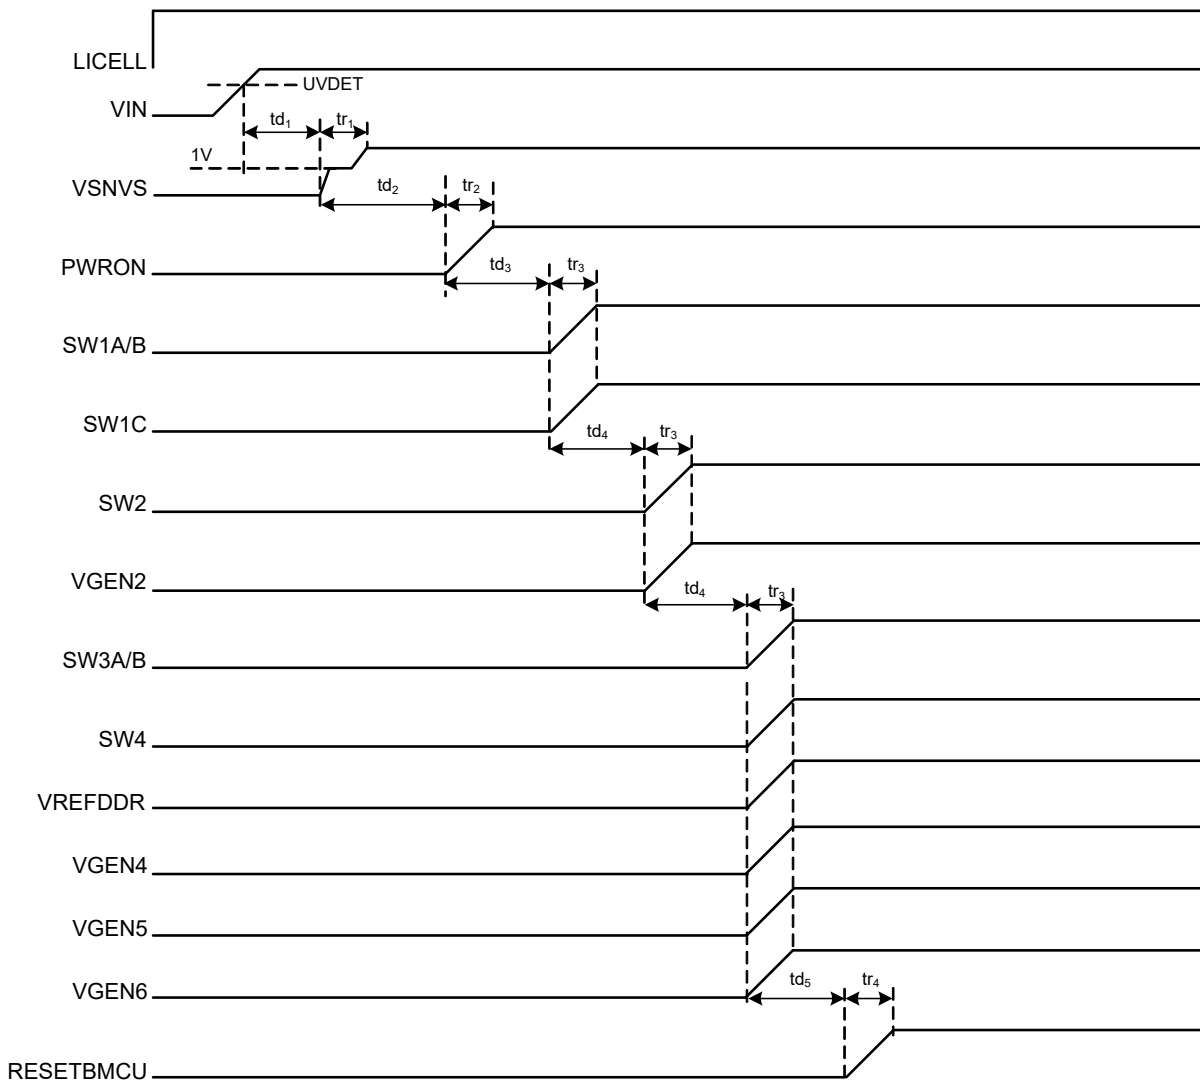 LICELL
UVDET
VIN
td₁ tr₁
1V
VSNVS
td₂ tr₂
PWRON
td₃ tr₃
SW1A/B
SW1C
td₄ tr₃
SW2
VGEN2
td₄ tr₃
SW3A/B
SW4
VREFDDR
VGEN4
VGEN5
VGEN6
td₅ tr₄
RESETBMCU